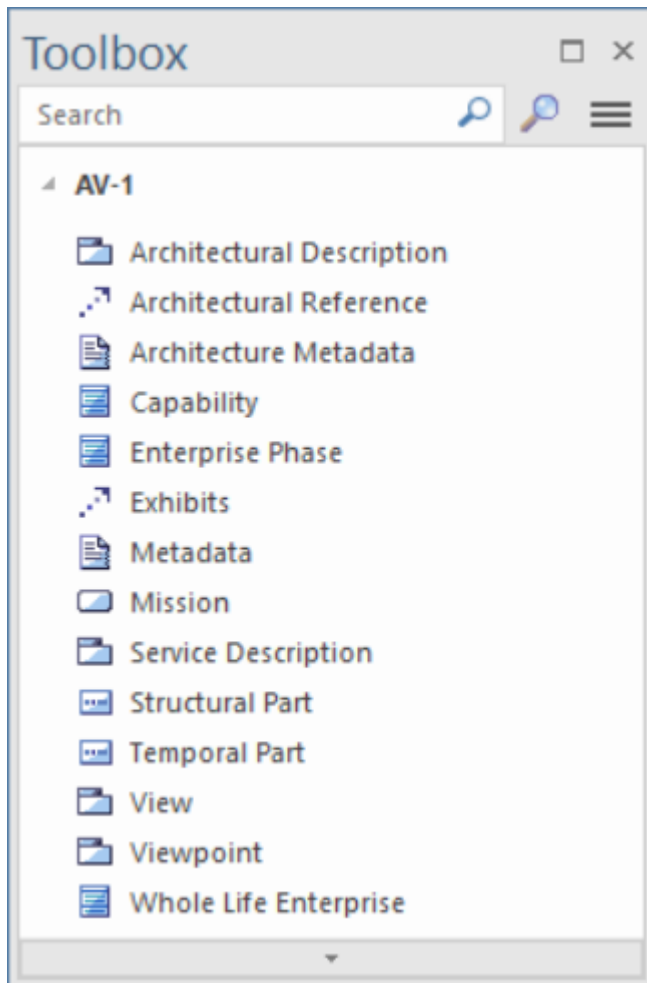 Toolbox
Search
AV-1
Architectural Description
Architectural Reference
Architecture Metadata
Capability
Enterprise Phase
Exhibits
Metadata
Mission
Service Description
Structural Part
Temporal Part
View
Viewpoint
Whole Life Enterprise